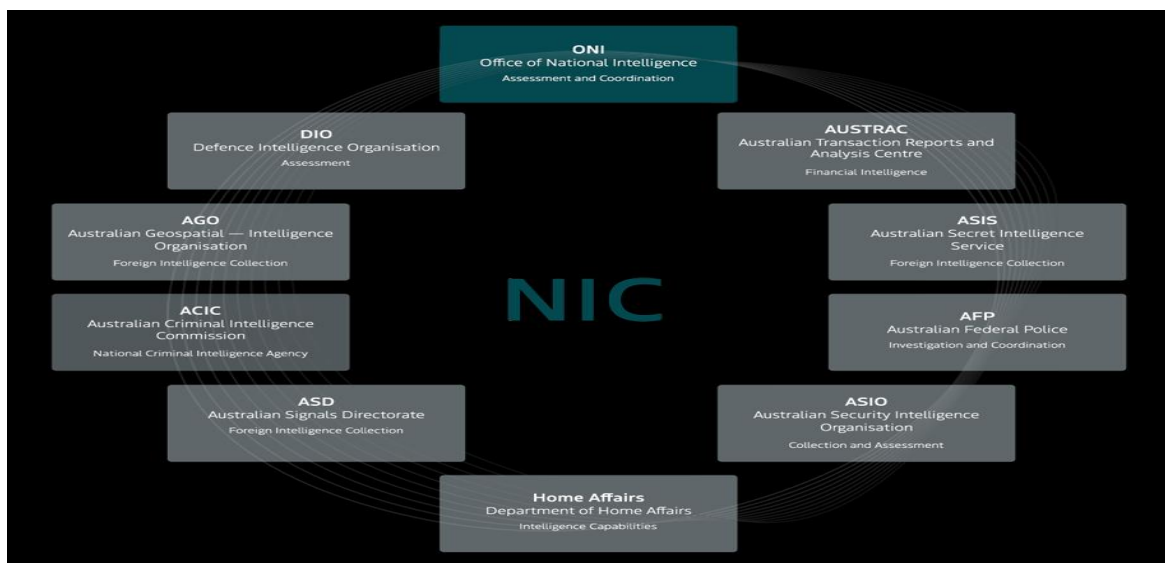 ONI
Office of National Intelligence
Assessment and Coordination
DIO
Defence Intelligence Organisation
Assessment
AUSTRAC
Australian Transaction Reports and
Analysis Centre
Financial Intelligence
AGO
Australian Geospatial — Intelligence
Organisation
Foreign Intelligence Collection
ASIS
Australian Secret Intelligence
Service
Foreign Intelligence Collection
NIC
ACIC
Australian Criminal Intelligence
Commission
National Criminal Intelligence Agency
AFP
Australian Federal Police
Investigation and Coordination
ASD
Australian Signals Directorate
Foreign Intelligence Collection
ASIO
Australian Security Intelligence
Organisation
Collection and Assessment
Home Affairs
Department of Home Affairs
Intelligence Capabilities